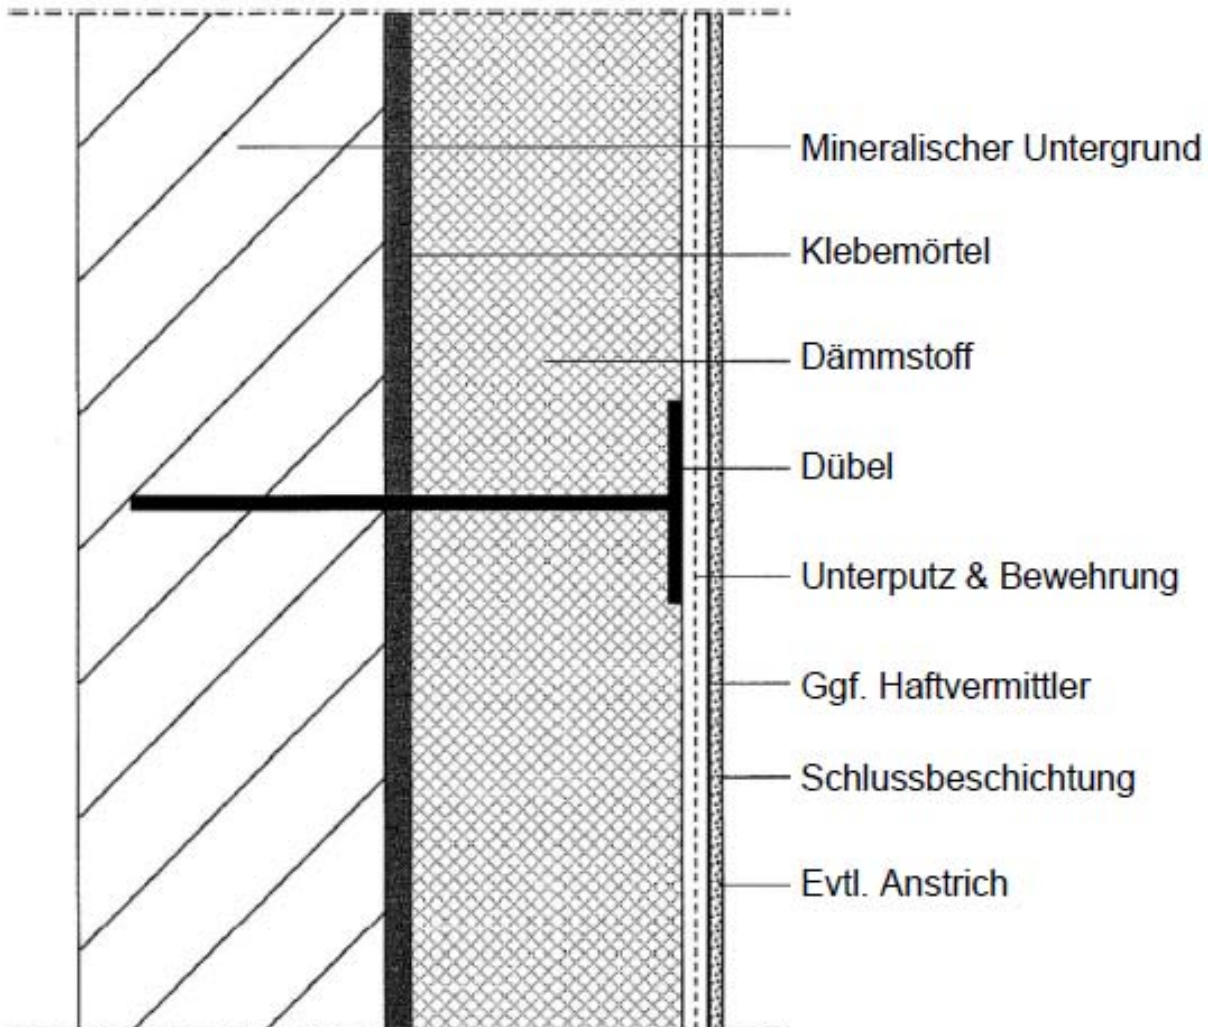 Mineralischer Untergrund
Klebemörtel
Dämmstoff
Dübel
Unterputz & Bewehrung
Ggf. Haftvermittler
Schlussbeschichtung
Evtl. Anstrich